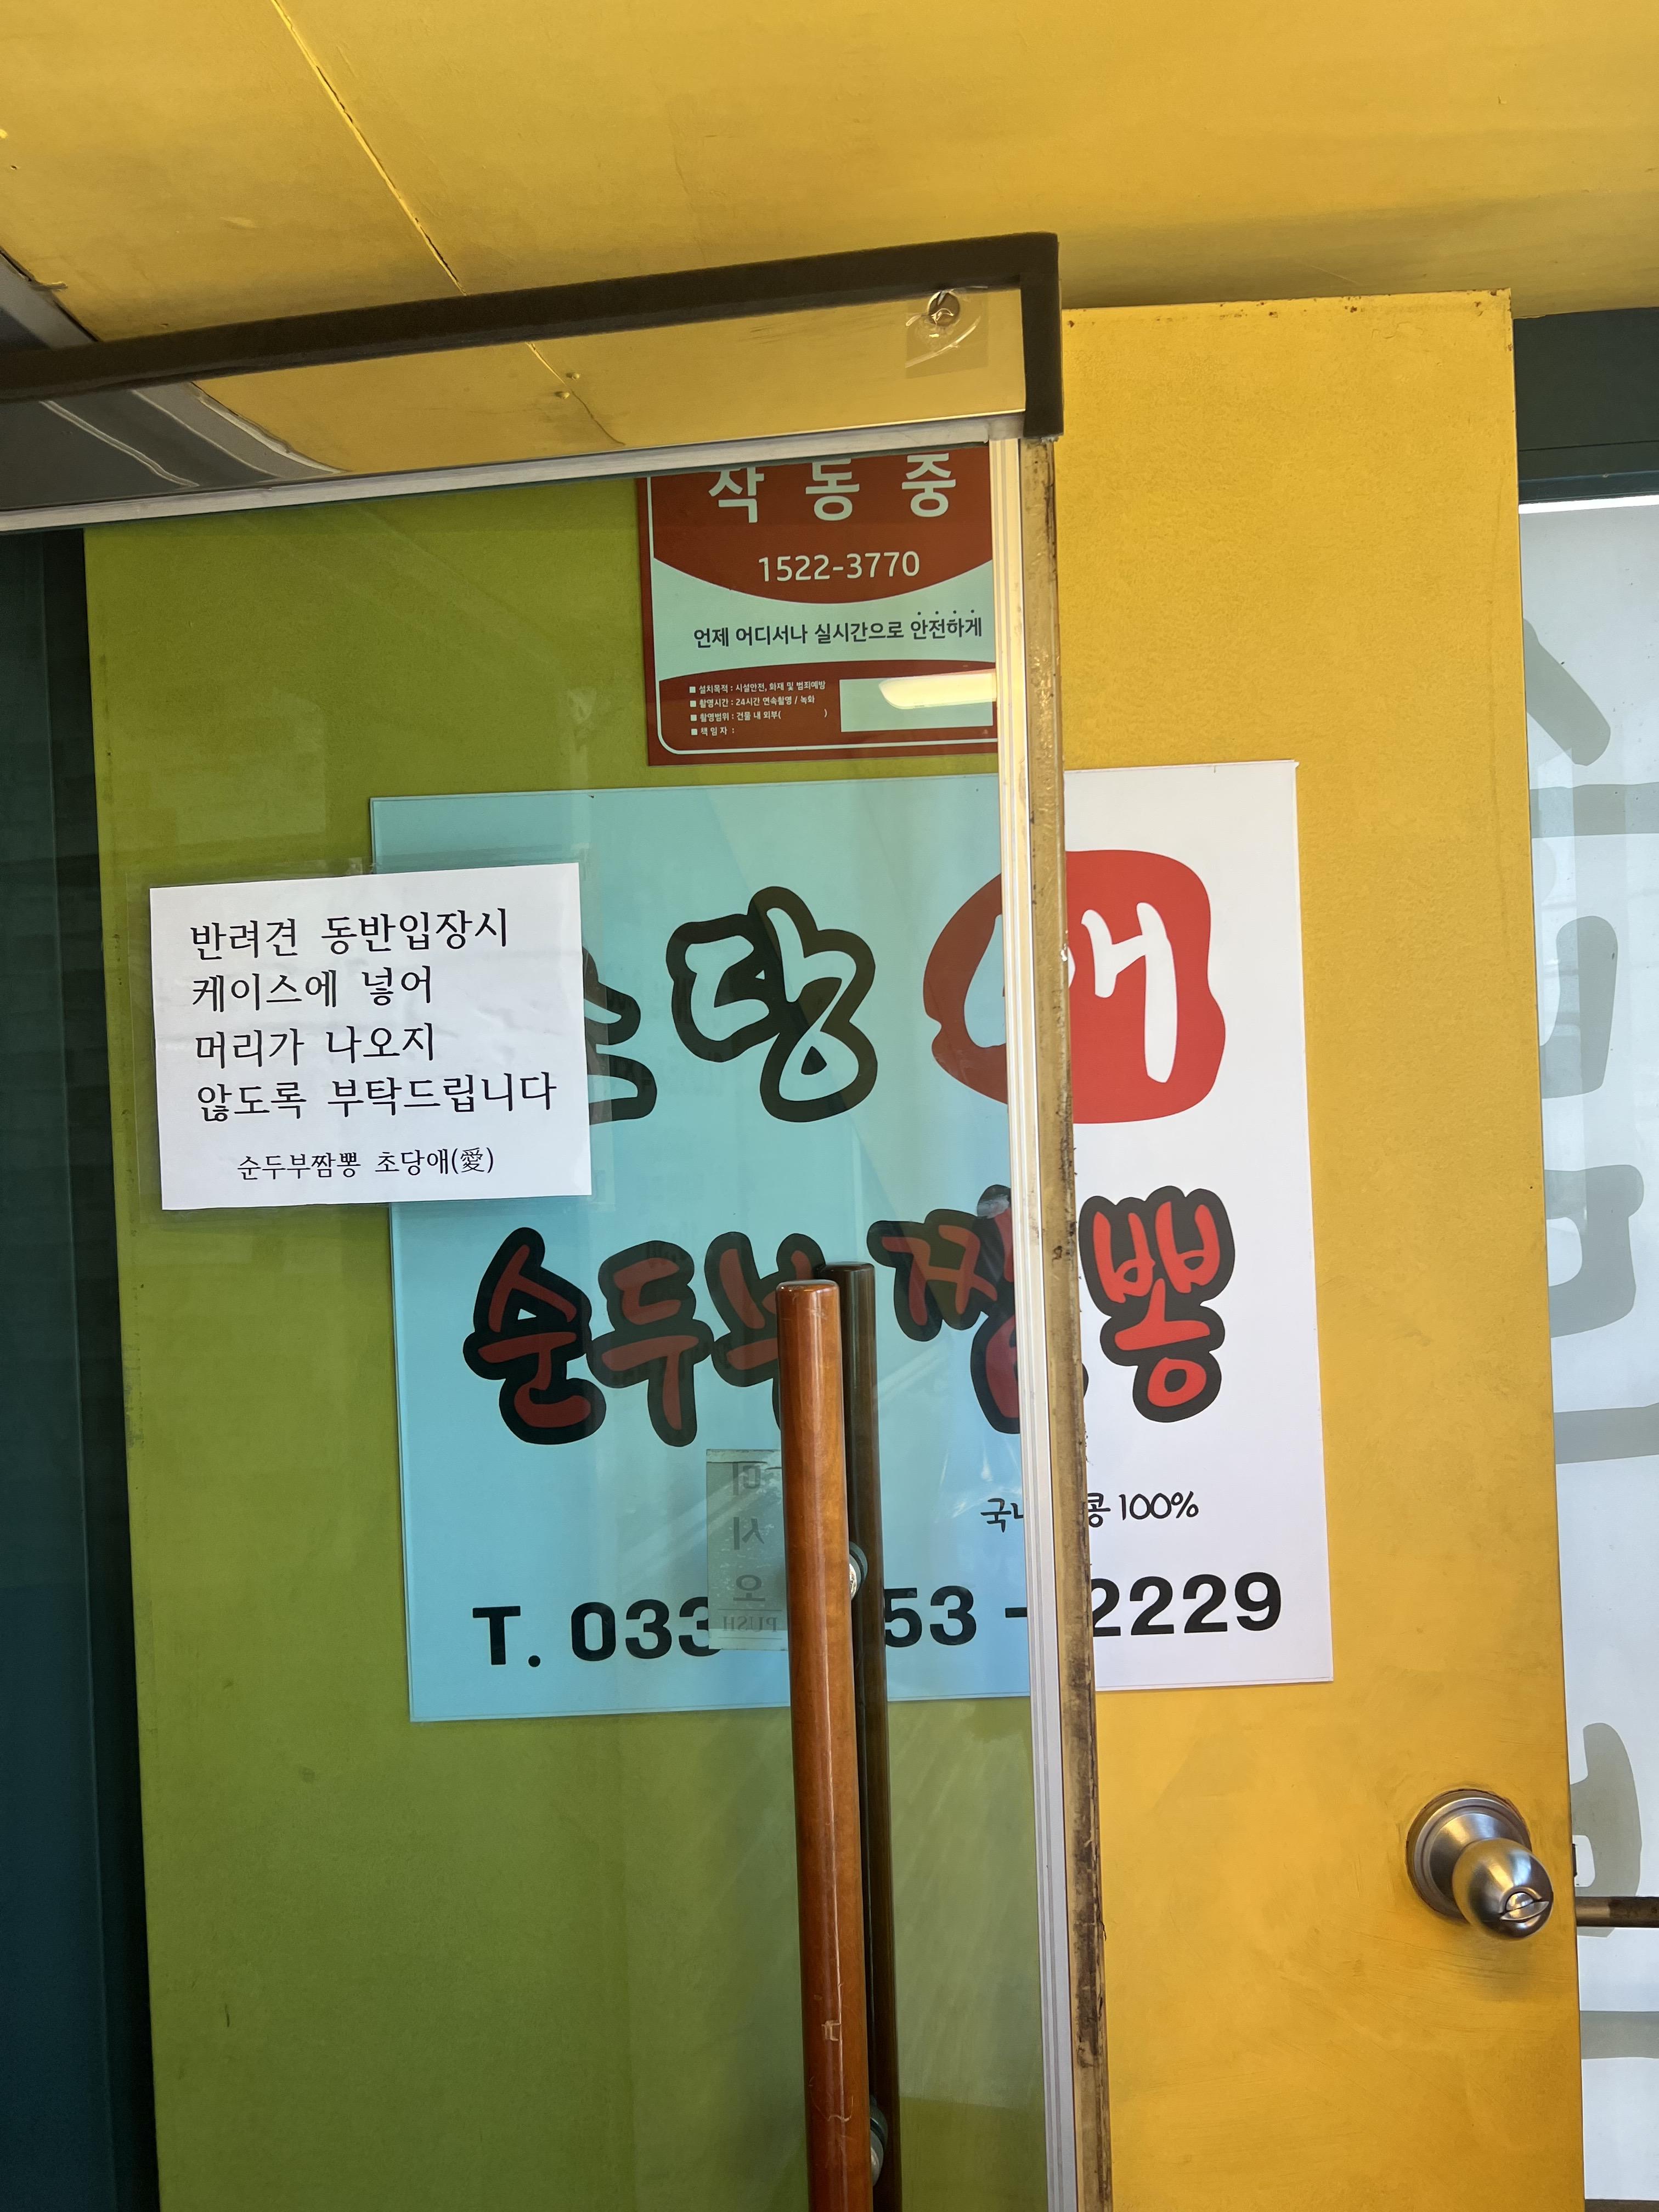 작 동 중
1522-3770
언제 어디서나 실시간으로 안전하게
■ 설치목적 : 시설안전, 화재 및 범죄예방
■ 촬영시간 : 24시간 연속촬영 / 녹화
■ 촬영범위 : 건물 내 외부( )
■ 책 임 자 :
반려견 동반입장시
케이스에 넣어
머리가 나오지
않도록 부탁드립니다
순두부짬뽕 초당애(愛)
초당 애
순두부 짬뽕
콩 100%
T. 033 53 - 2229
미시오
PUSH